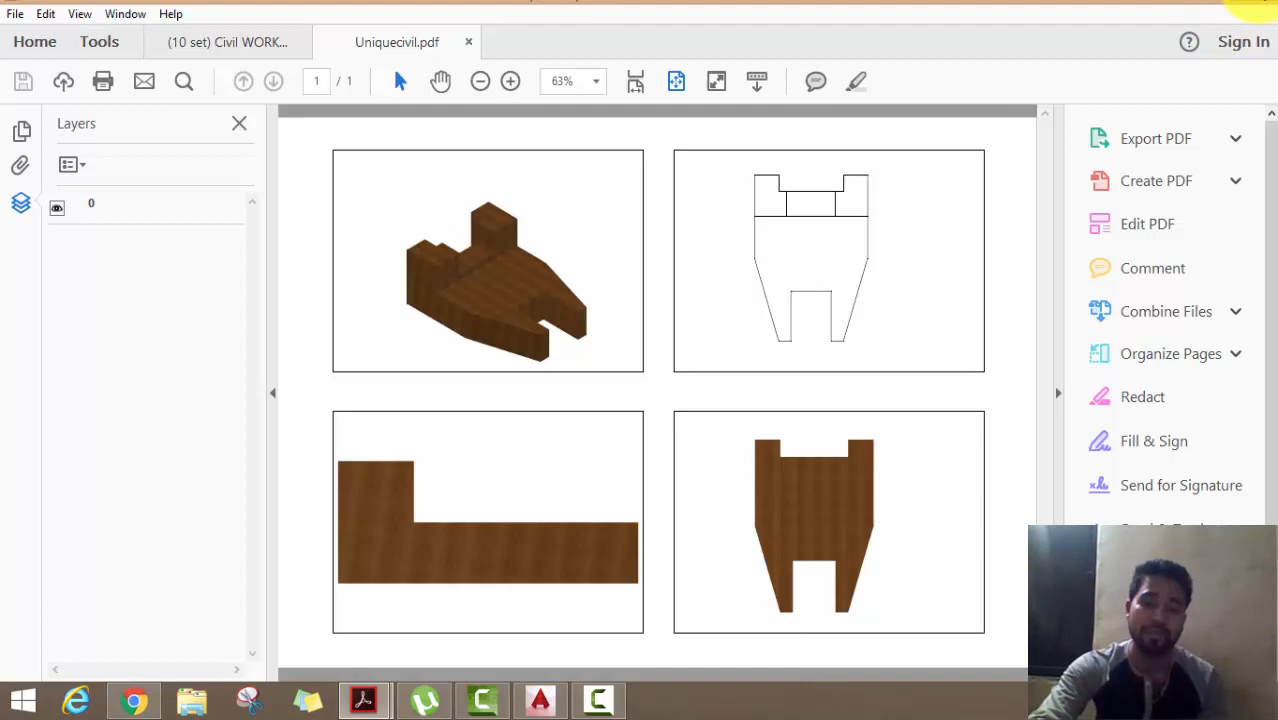 File Edit View Window Help
Home Tools (10 set) Civil WORK... Uniquecivil.pdf × ? Sign In
1 / 1 63%
Layers
0
Export PDF
Create PDF
Edit PDF
Comment
Combine Files
Organize Pages
Redact
Fill & Sign
Send for Signature